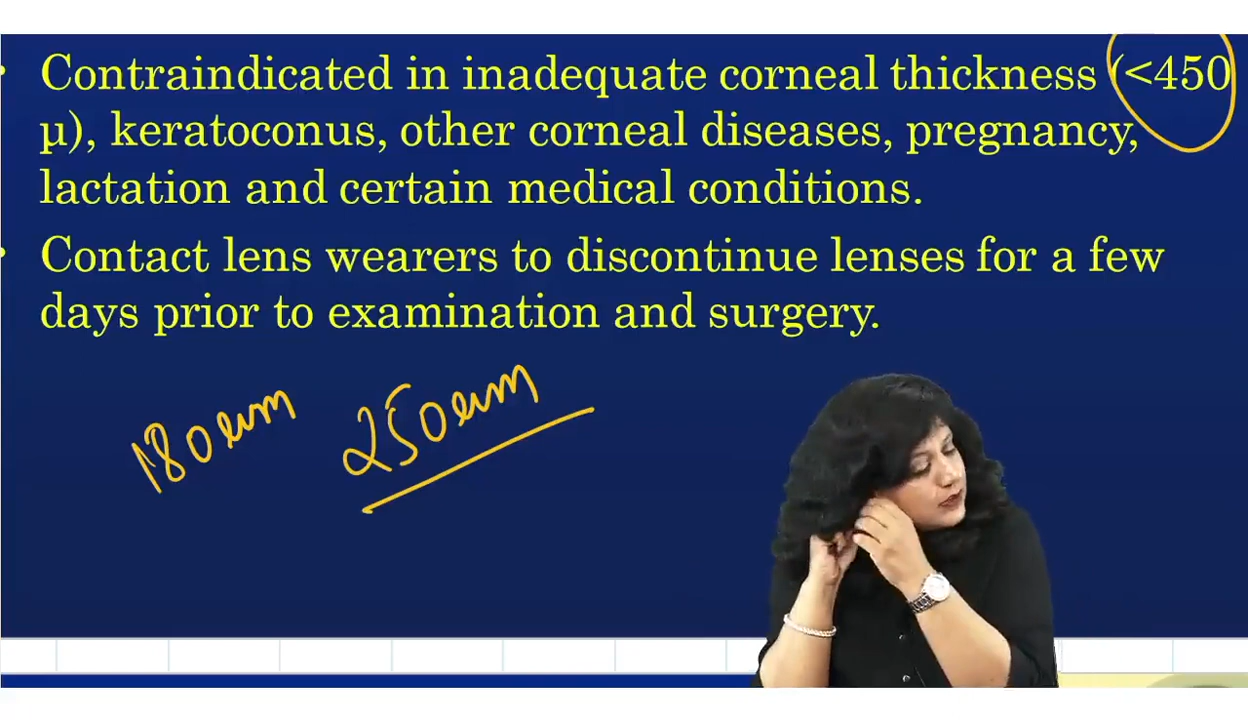 Contraindicated in inadequate corneal thickness (<450
µ), keratoconus, other corneal diseases, pregnancy,
lactation and certain medical conditions.
Contact lens wearers to discontinue lenses for a few
days prior to examination and surgery.
180um 250um